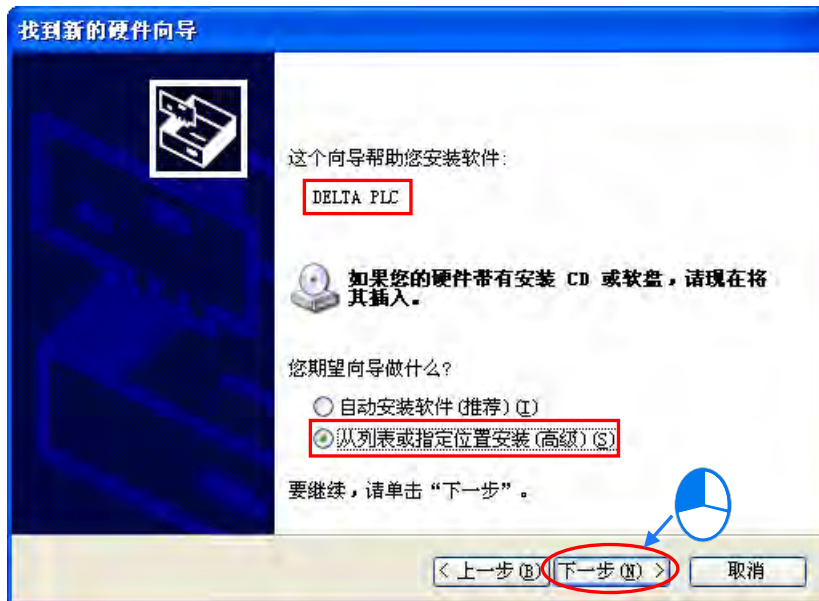 找到新的硬件向导
这个向导帮助您安装软件:
DELTA PLC
如果您的硬件带有安装 CD 或软盘，请现在将
其插入。
您期望向导做什么?
自动安装软件(推荐)(I)
从列表或指定位置安装(高级)(S)
要继续，请单击“下一步”。
< 上一步(B) 下一步(N) > 取消